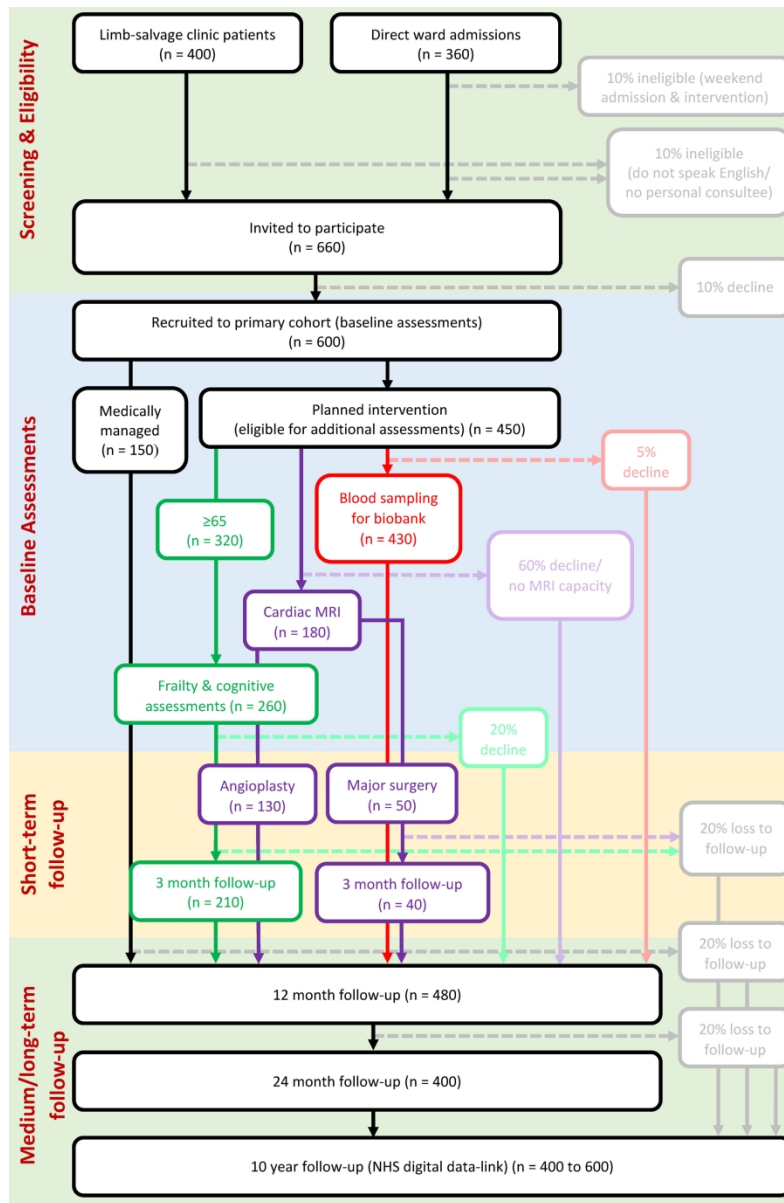 Screening & Eligibility
Limb-salvage clinic patients
(n = 400)
Direct ward admissions
(n = 360)
10% ineligible (weekend
admission & intervention)
10% ineligible
(do not speak English/
no personal consultee)
Invited to participate
(n = 660)
10% decline
Baseline Assessments
Recruited to primary cohort (baseline assessments)
(n = 600)
Medically
managed
(n = 150)
Planned intervention
(eligible for additional assessments) (n = 450)
5%
decline
≥65
(n = 320)
Blood sampling
for biobank
(n = 430)
60% decline/
no MRI capacity
Cardiac MRI
(n = 180)
Frailty & cognitive
assessments (n = 260)
20%
decline
Short-term
follow-up
Angioplasty
(n = 130)
Major surgery
(n = 50)
20% loss to
follow-up
3 month follow-up
(n = 210)
3 month follow-up
(n = 40)
Medium/long-term
follow-up
20% loss to
follow-up
12 month follow-up (n = 480)
20% loss to
follow-up
24 month follow-up (n = 400)
10 year follow-up (NHS digital data-link) (n = 400 to 600)